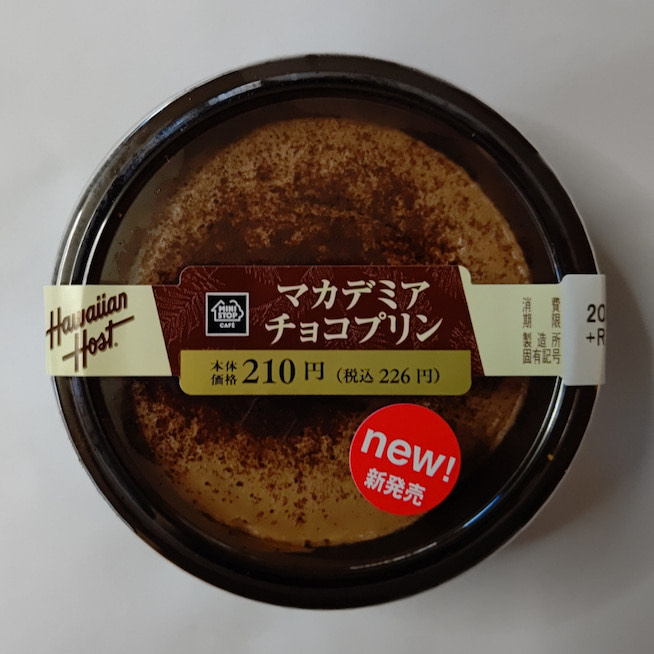 Hawaiian
Host®
MINI
STOP
CAFÉ
マカデミア
チョコプリン
本体
価格 210円 (税込 226円)
消費
期限
製造所
固有記号
20
+R
new!
新発売